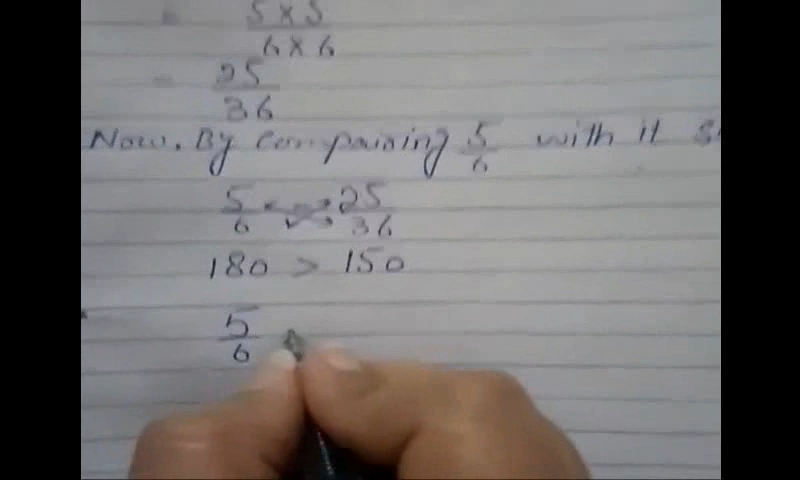 = 5 × 5
6 × 6
= 25
36
Now, By compairing 5/6 with it s
5/6 25/36
180 > 150
5/6